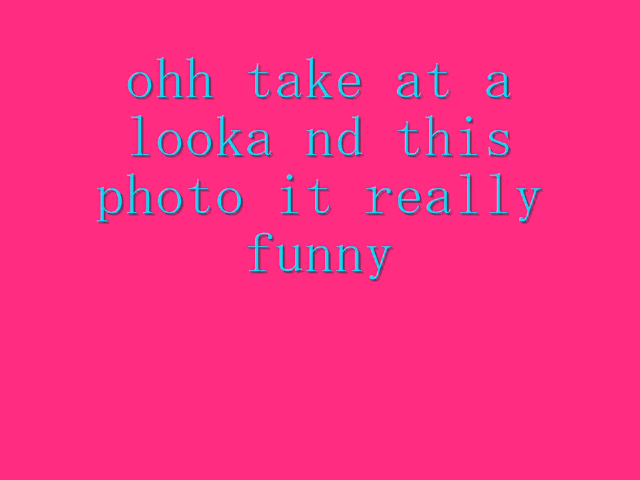 ohh take at a
looka nd this
photo it really
funny